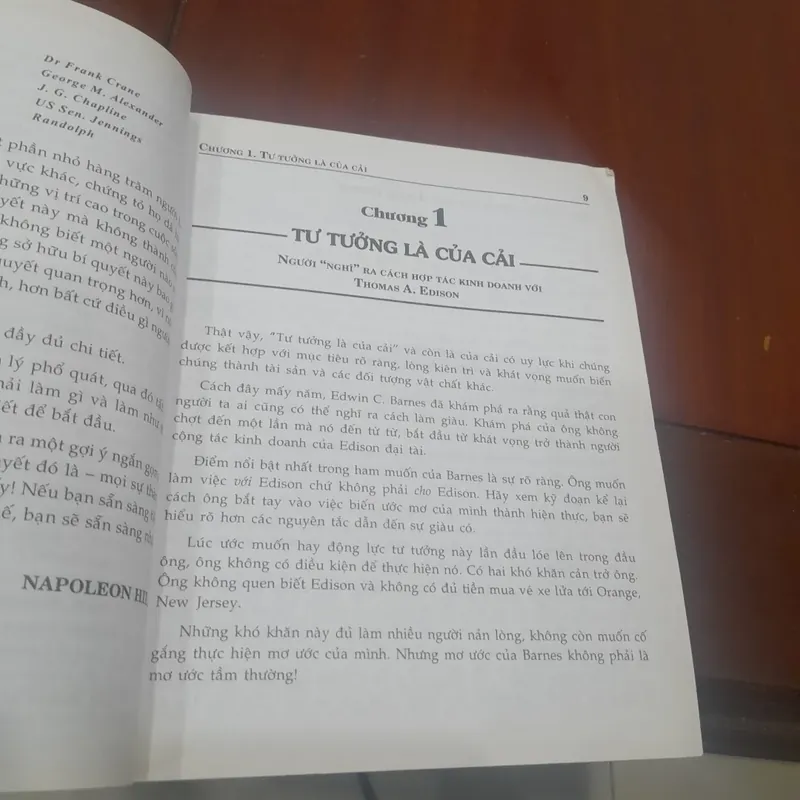 Dr Frank Crane
George M. Alexander
J. G. Chapline
US Sen. Jennings
Randolph
phần nhỏ hàng trăm người
vực khác, chứng tỏ họ đã
những vị trí cao trong cuộc
yết này mà không thành
không biết một người nào
g sở hữu bí quyết này bao
quyết quan trọng hơn, vì
h, hơn bất cứ điều gì
đầy đủ chi tiết.
lý phổ quát, qua đó
hải làm gì và làm như
ết để bắt đầu.
ra một gợi ý ngắn gọn
yết đó là – mọi sự
y! Nếu bạn sẵn sàng
ế, bạn sẽ sẵn sàng
NAPOLEON HIL
CHƯƠNG 1. TƯ TƯỞNG LÀ CỦA CẢI
9
Chương 1
TƯ TƯỞNG LÀ CỦA CẢI
NGƯỜI “NGHĨ” RA CÁCH HỢP TÁC KINH DOANH VỚI
THOMAS A. EDISON
Thật vậy, “Tư tưởng là của cải” và còn là của cải có uy lực khi chúng
được kết hợp với mục tiêu rõ ràng, lòng kiên trì và khát vọng muốn biến
chúng thành tài sản và các đối tượng vật chất khác.
Cách đây mấy năm, Edwin C. Barnes đã khám phá ra rằng quả thật con
người ta ai cũng có thể nghĩ ra cách làm giàu. Khám phá của ông không
chợt đến một lần mà nó đến từ từ, bắt đầu từ khát vọng trở thành người
cộng tác kinh doanh của Edison đại tài.
Điểm nổi bật nhất trong ham muốn của Barnes là sự rõ ràng. Ông muốn
làm việc với Edison chứ không phải cho Edison. Hãy xem kỹ đoạn kể lại
cách ông bắt tay vào việc biến ước mơ của mình thành hiện thực, bạn sẽ
hiểu rõ hơn các nguyên tắc dẫn đến sự giàu có.
Lúc ước muốn hay động lực tư tưởng này lần đầu lóe lên trong đầu
ông, ông không có điều kiện để thực hiện nó. Có hai khó khăn cản trở ông.
Ông không quen biết Edison và không có đủ tiền mua vé xe lửa tới Orange,
New Jersey.
Những khó khăn này đủ làm nhiều người nản lòng, không còn muốn cố
gắng thực hiện mơ ước của mình. Nhưng mơ ước của Barnes không phải là
mơ ước tầm thường!